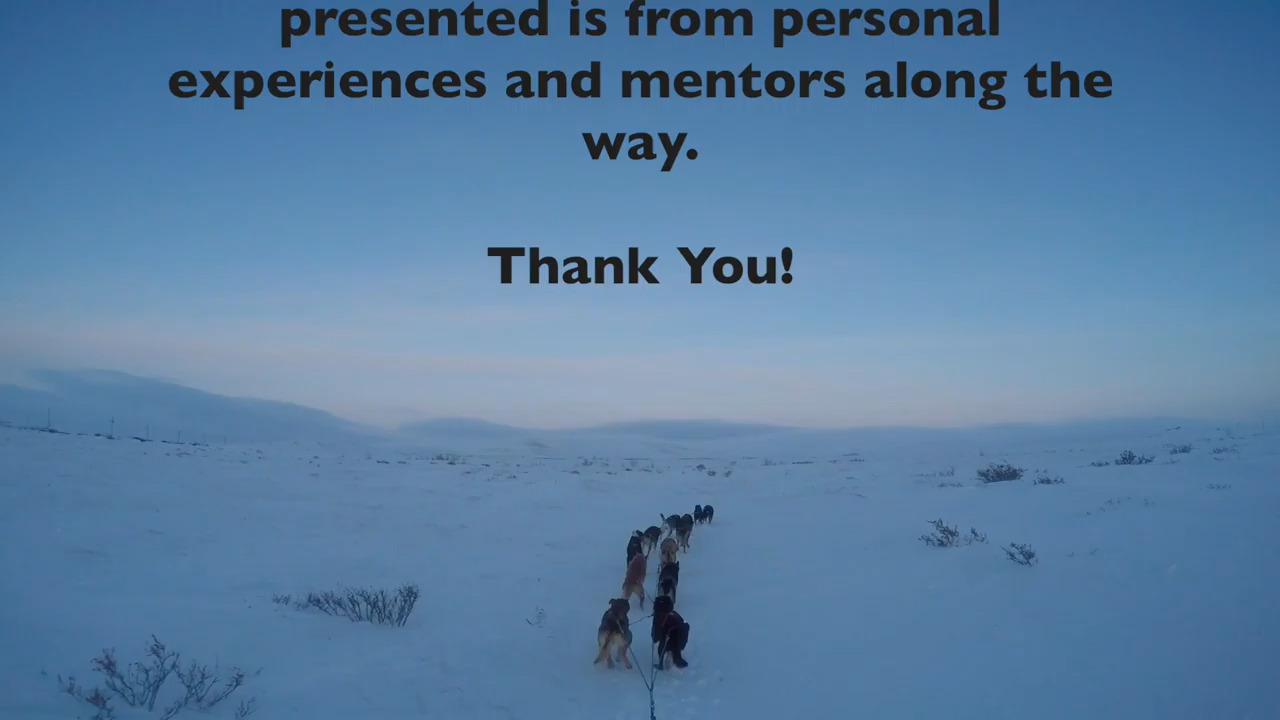 presented is from personal
experiences and mentors along the
way.
Thank You!